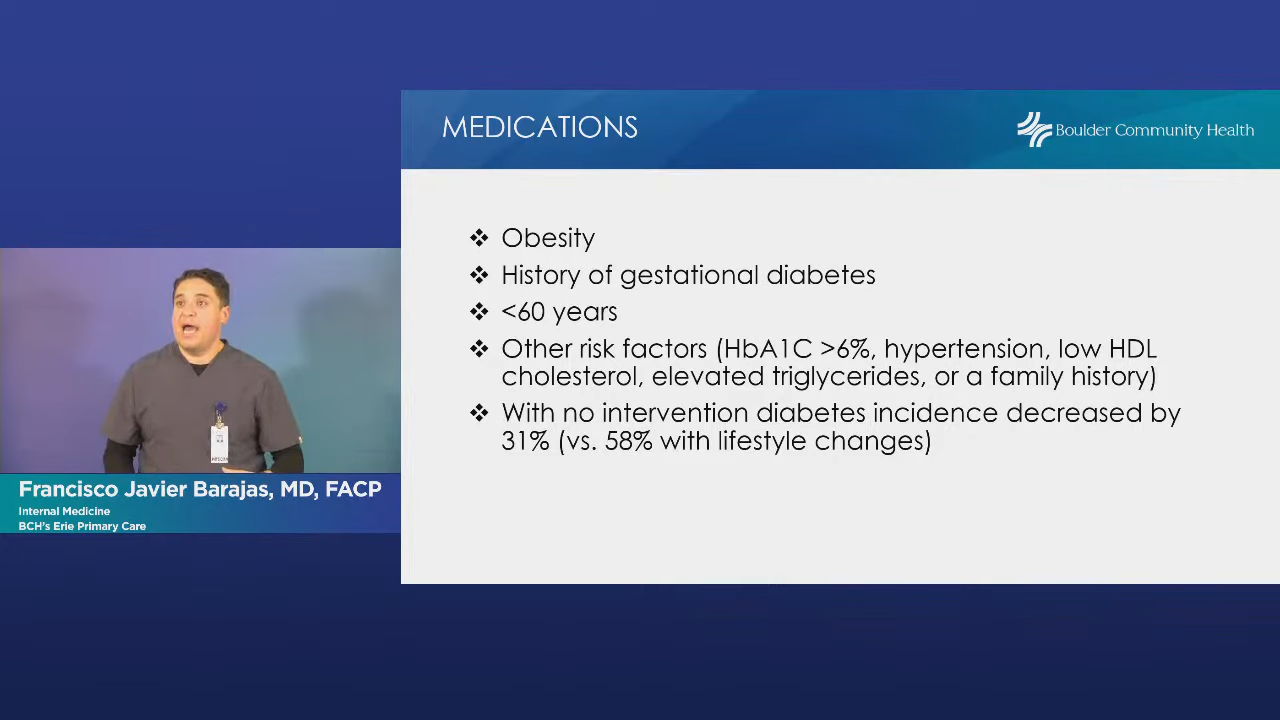 MEDICATIONS
Boulder Community Health
❖ Obesity
❖ History of gestational diabetes
❖ <60 years
❖ Other risk factors (HbA1C >6%, hypertension, low HDL
cholesterol, elevated triglycerides, or a family history)
❖ With no intervention diabetes incidence decreased by
31% (vs. 58% with lifestyle changes)
Francisco Javier Barajas, MD, FACP
Internal Medicine
BCH's Erie Primary Care